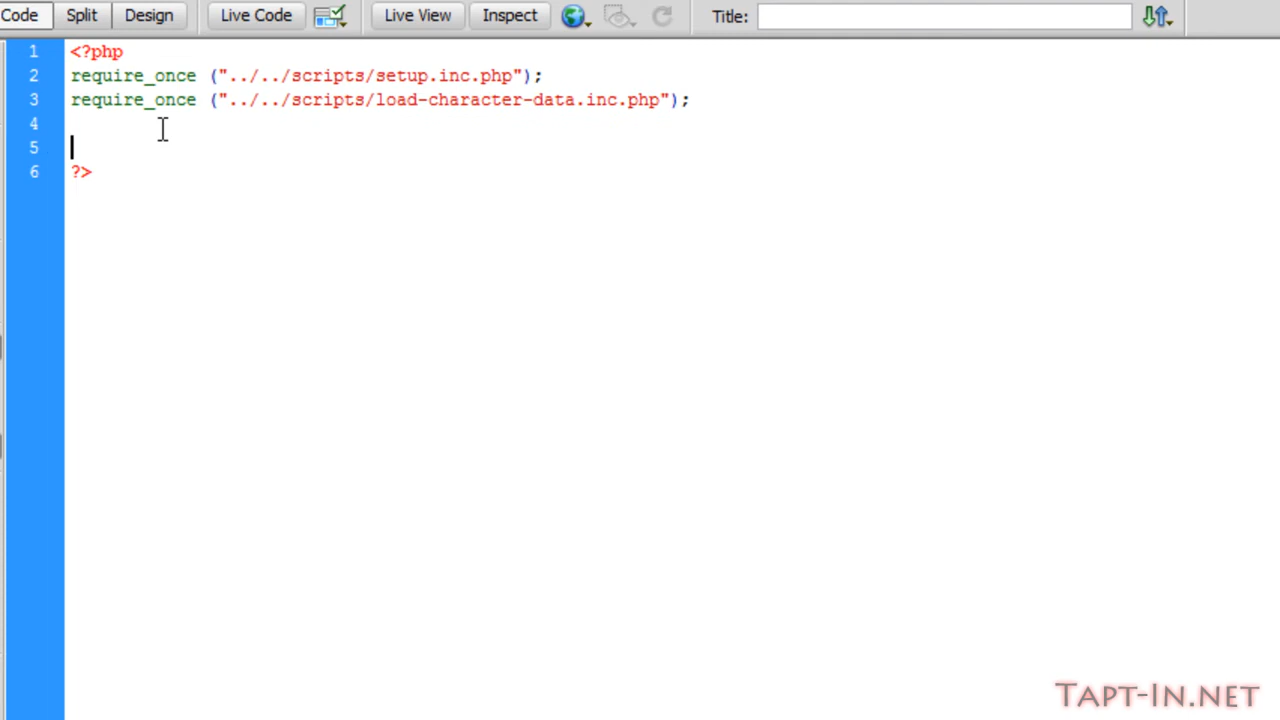 Code Split Design Live Code Live View Inspect Title:
1 <?php
2 require_once ("../../scripts/setup.inc.php");
3 require_once ("../../scripts/load-character-data.inc.php");
4
5
6 ?>
Tapt-In.net